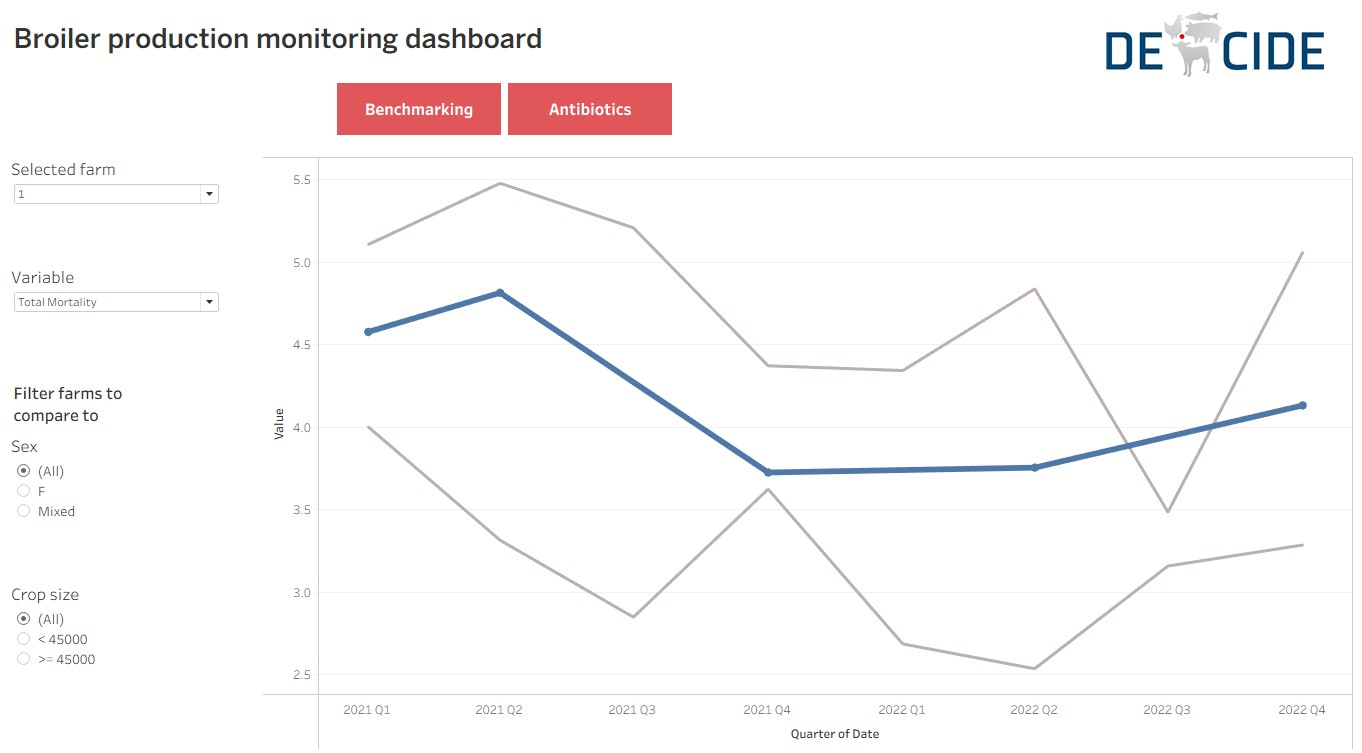 Broiler production monitoring dashboard
DECIDE
Benchmarking
Antibiotics
Selected farm
1
Variable
Total Mortality
Filter farms to
compare to
Sex
(All)
F
Mixed
Crop size
(All)
< 45000
>= 45000
Value
5.5
5.0
4.5
4.0
3.5
3.0
2.5
2021 Q1
2021 Q2
2021 Q3
2021 Q4
2022 Q1
2022 Q2
2022 Q3
2022 Q4
Quarter of Date